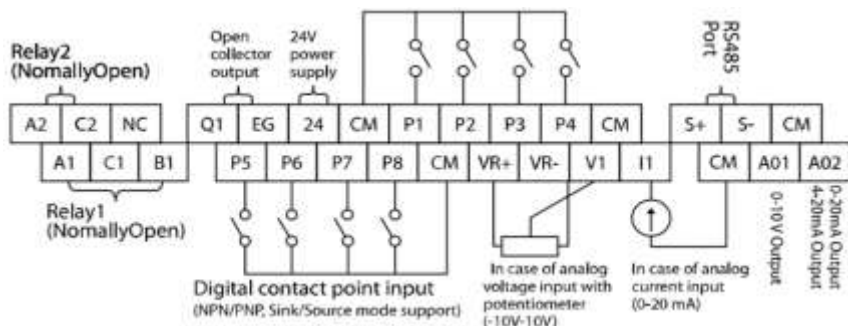 Relay2
(NomallyOpen)
Open
collector
output
24V
power
supply
RS485
Port
A2 C2 NC Q1 EG 24 CM P1 P2 P3 P4 CM S+ S- CM
A1 C1 B1 P5 P6 P7 P8 CM VR+ VR- V1 I1 CM A01 A02
Relay1
(NomallyOpen)
Digital contact point input
(NPN/PNP, Sink/Source mode support)
In case of analog
voltage input with
potentiometer
(-10V-10V)
In case of analog
current input
(0-20 mA)
0-10 V Output
0-20mA Output
4-20mA Output